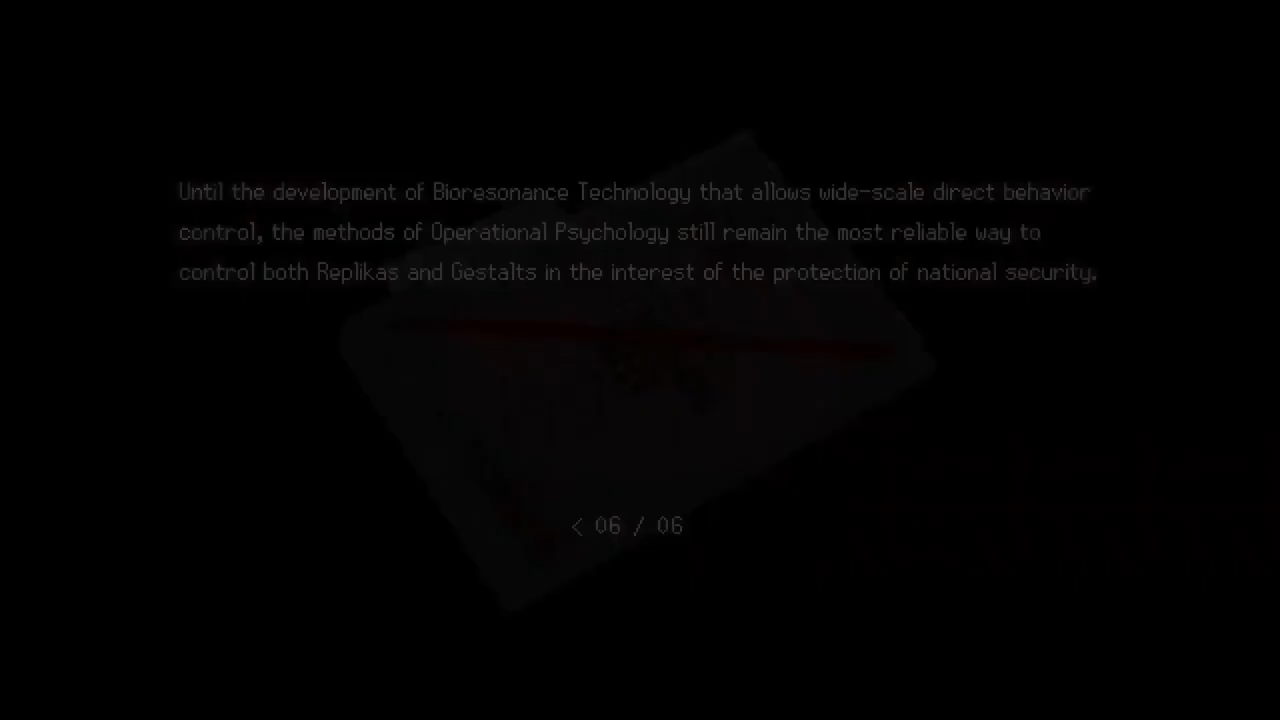 Until the development of Bioresonance Technology that allows wide-scale direct behavior
control, the methods of Operational Psychology still remain the most reliable way to
control both Replikas and Gestalts in the interest of the protection of national security.
< 06 / 06